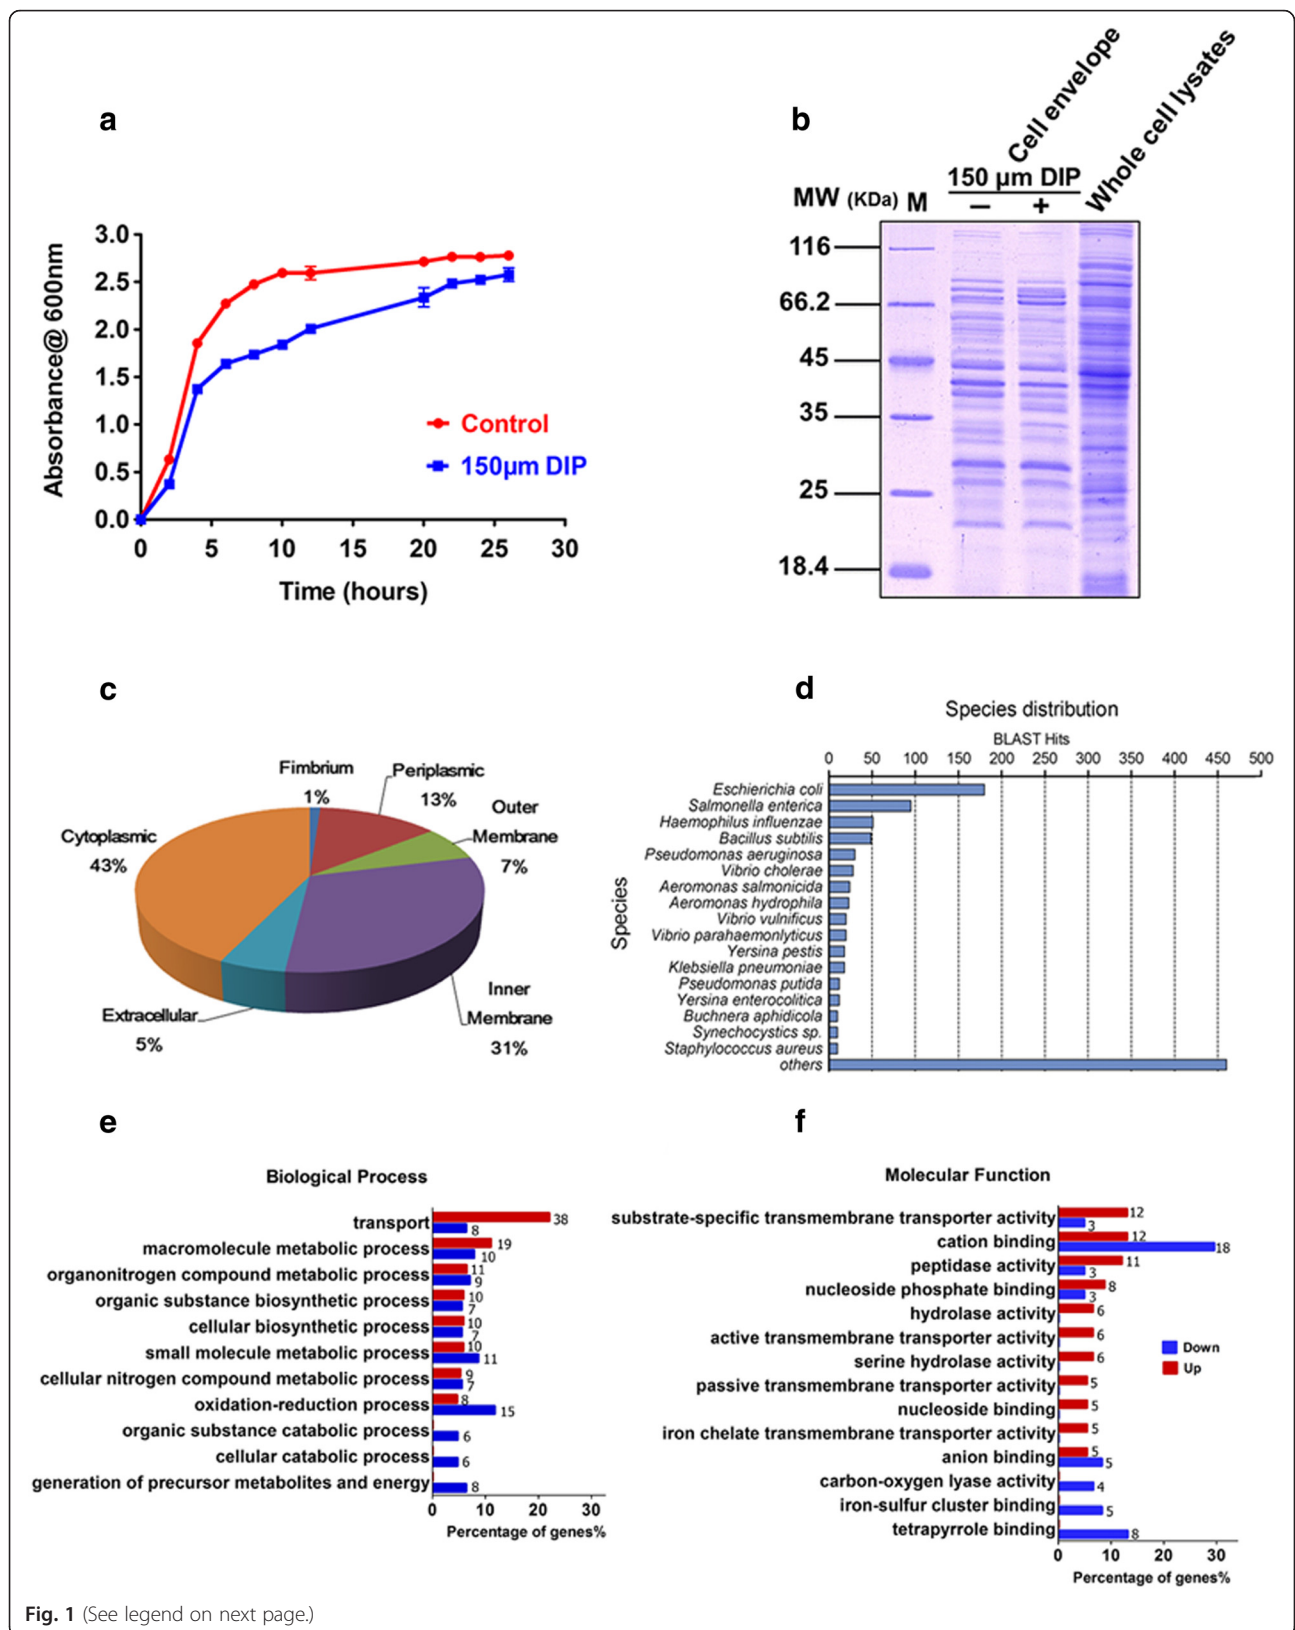 a
3.0
2.5
2.0
1.5
1.0
0.5
0.0
Absorbance@ 600nm
0 5 10 15 20 25 30
Time (hours)
Control
150µm DIP
b
Cell envelope
Whole cell lysates
150 µm DIP
MW (KDa) M – +
116
66.2
45
35
25
18.4
c
Fimbrium
1%
Periplasmic
13%
Outer
Membrane
7%
Cytoplasmic
43%
Inner
Membrane
31%
Extracellular
5%
d
Species distribution
BLAST Hits
0 50 100 150 200 250 300 350 400 450 500
Species
Eschierichia coli
Salmonella enterica
Haemophilus influenzae
Bacillus subtilis
Pseudomonas aeruginosa
Vibrio cholerae
Aeromonas salmonicida
Aeromonas hydrophila
Vibrio vulnificus
Vibrio parahaemonlyticus
Yersina pestis
Klebsiella pneumoniae
Pseudomonas putida
Yersina enterocolitica
Buchnera aphidicola
Synechocystics sp.
Staphylococcus aureus
others
e
Biological Process
transport 38
8
macromolecule metabolic process 19
10
organonitrogen compound metabolic process 11
9
organic substance biosynthetic process 10
7
cellular biosynthetic process 10
7
small molecule metabolic process 10
11
cellular nitrogen compound metabolic process 9
7
oxidation-reduction process 8
15
organic substance catabolic process 6
cellular catabolic process 6
generation of precursor metabolites and energy 8
0 10 20 30
Percentage of genes%
f
Molecular Function
substrate-specific transmembrane transporter activity 12
3
cation binding 12
18
peptidase activity 11
3
nucleoside phosphate binding 8
3
hydrolase activity 6
active transmembrane transporter activity 6
serine hydrolase activity 6
passive transmembrane transporter activity 5
nucleoside binding 5
iron chelate transmembrane transporter activity 5
anion binding 5
5
carbon-oxygen lyase activity 4
iron-sulfur cluster binding 5
tetrapyrrole binding 8
Down
Up
0 10 20 30
Percentage of genes%
Fig. 1 (See legend on next page.)